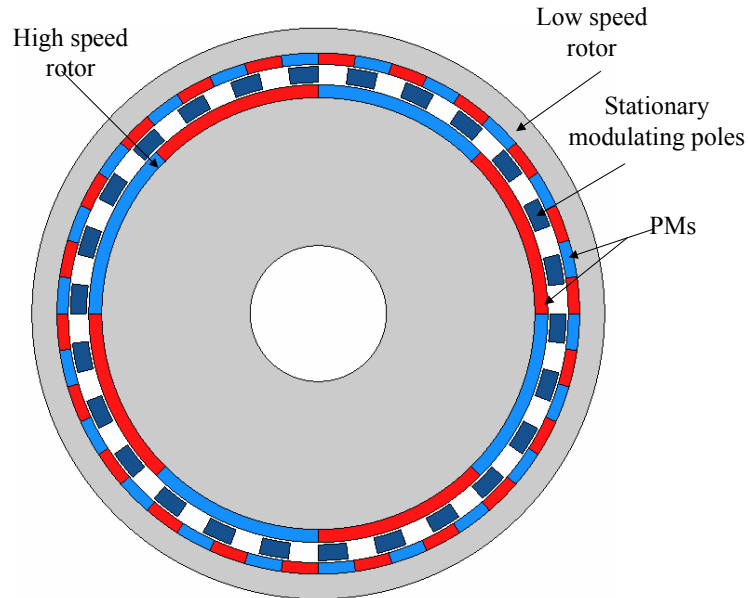 High speed
rotor
Low speed
rotor
Stationary
modulating poles
PMs